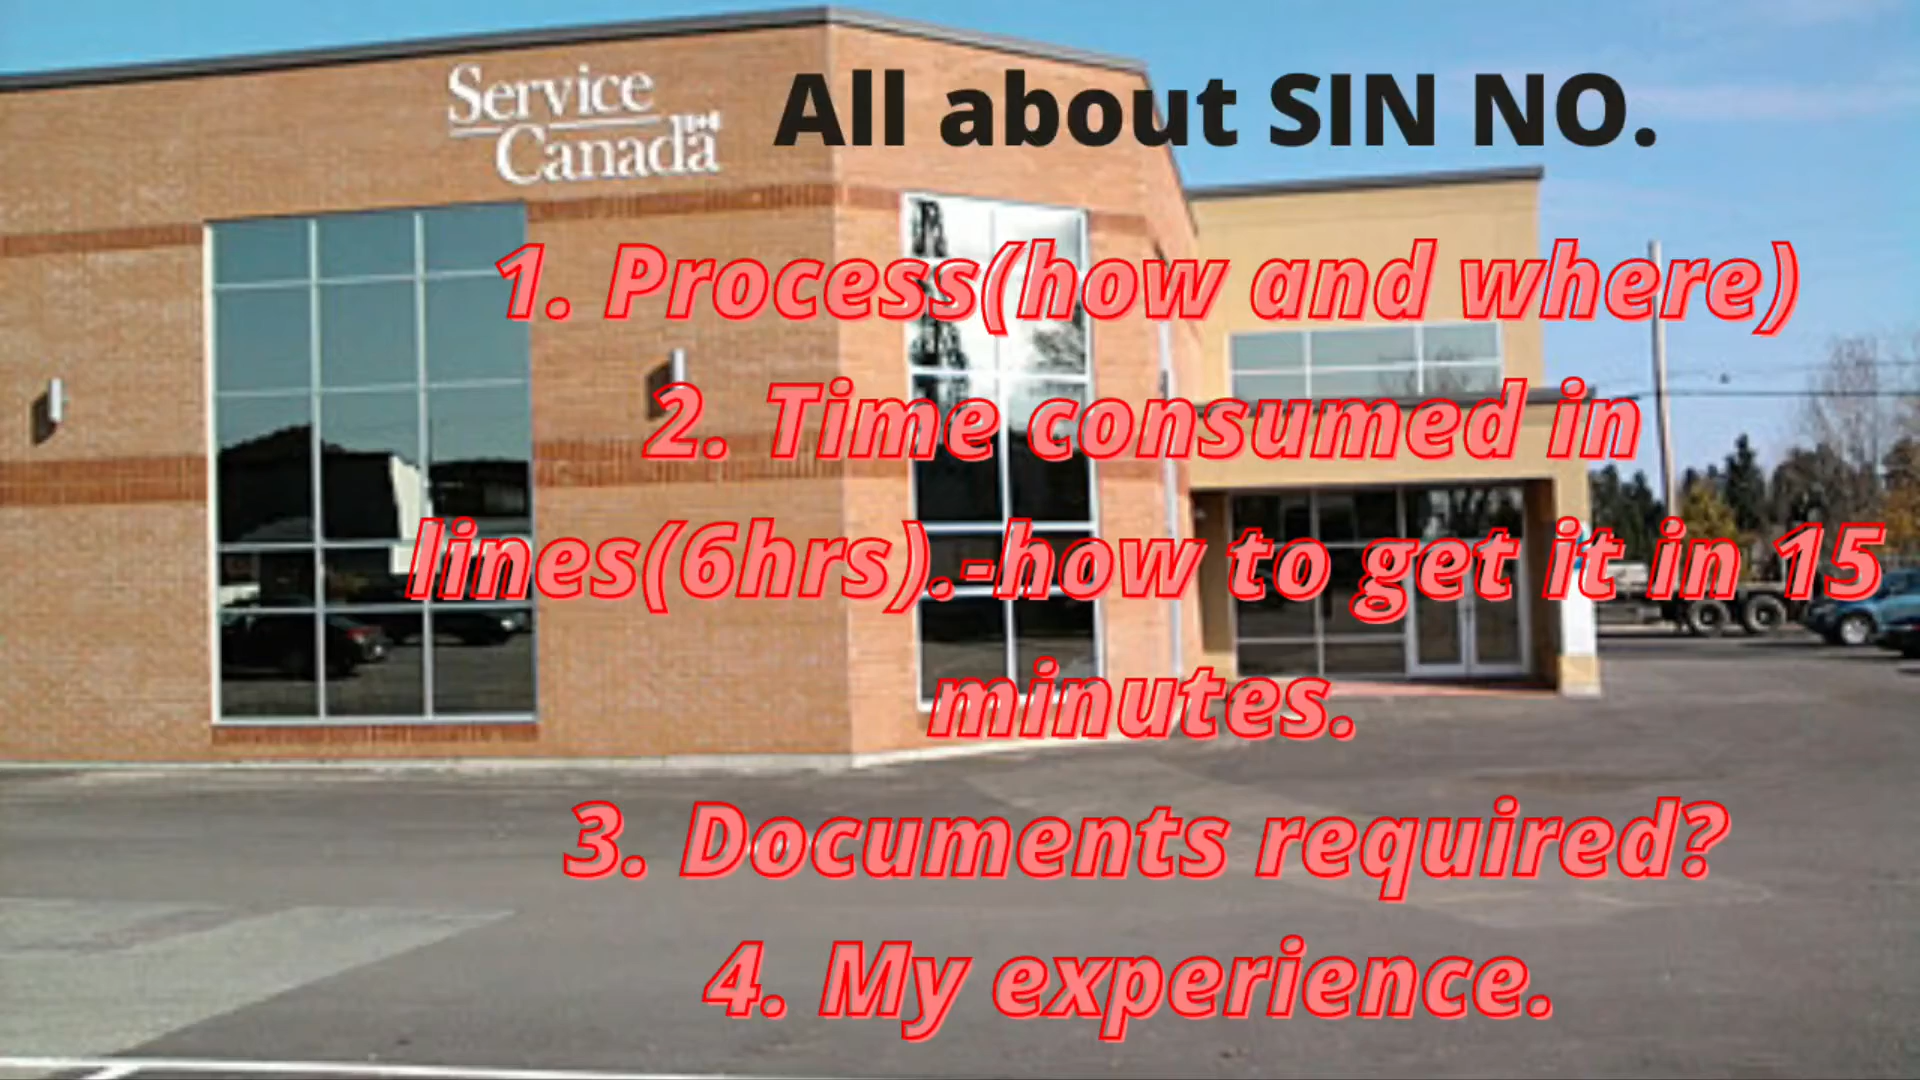 Service
Canada
All about SIN NO.
1. Process(how and where)
2. Time consumed in
lines(6hrs).-how to get it in 15
minutes.
3. Documents required?
4. My experience.